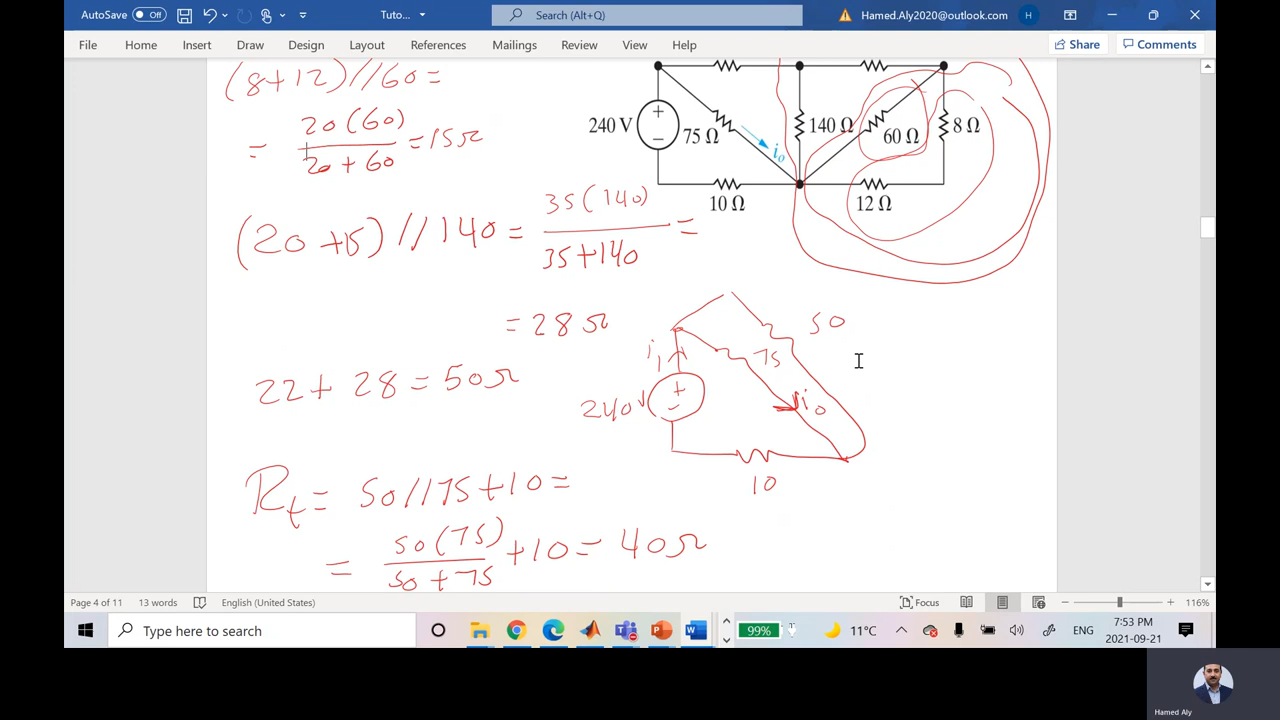 AutoSave Off Tuto... Search (Alt+Q) Hamed.Aly2020@outlook.com H
File Home Insert Draw Design Layout References Mailings Review View Help Share Comments
(8+12)//60=
= 20(60) / 20+60 = 15Ω
(20+15)//140 = 35(140) / 35+140 =
= 28Ω
22+28=50Ω
Rt = 50//75+10=
= 50(75) / 50+75 +10= 40Ω
240 V
75 Ω
io
140 Ω
60 Ω
8 Ω
10 Ω
12 Ω
50
75
i1
240v
io
10
Page 4 of 11 13 words English (United States) Focus 116%
Type here to search 99% 11°C ENG 7:53 PM
2021-09-21
Hamed Aly